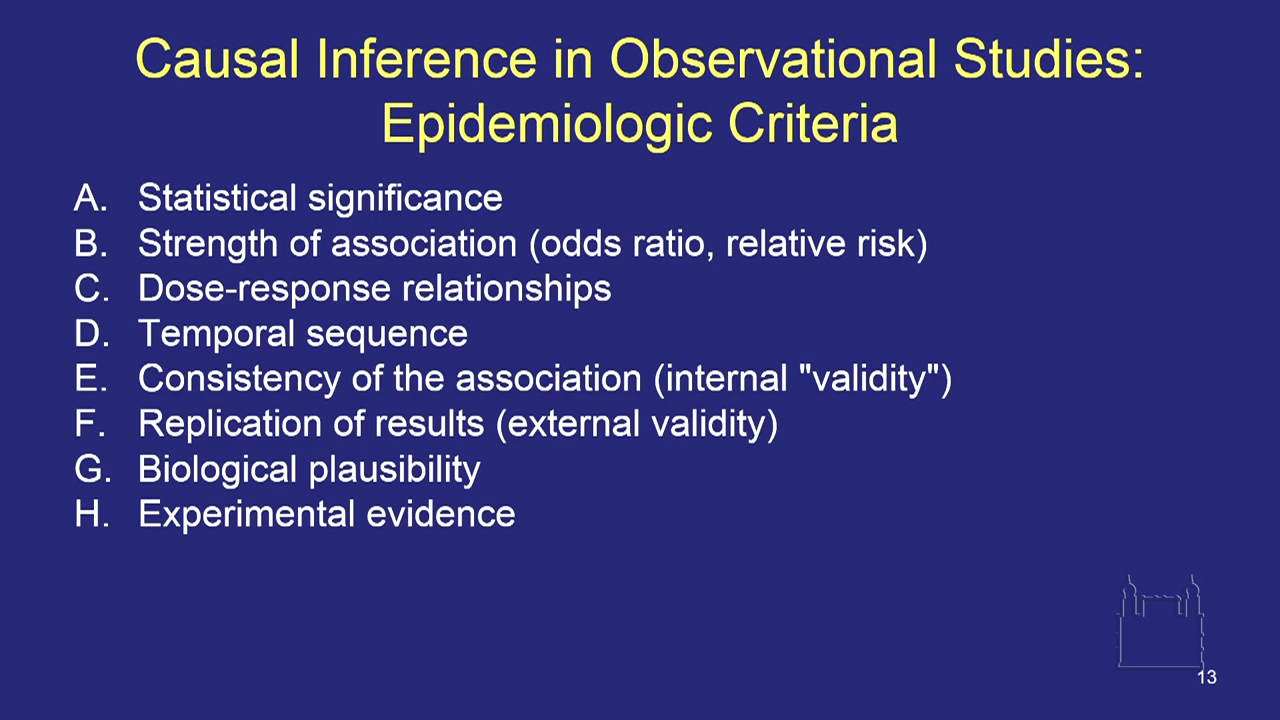 Causal Inference in Observational Studies:
Epidemiologic Criteria
A. Statistical significance
B. Strength of association (odds ratio, relative risk)
C. Dose-response relationships
D. Temporal sequence
E. Consistency of the association (internal "validity")
F. Replication of results (external validity)
G. Biological plausibility
H. Experimental evidence
13